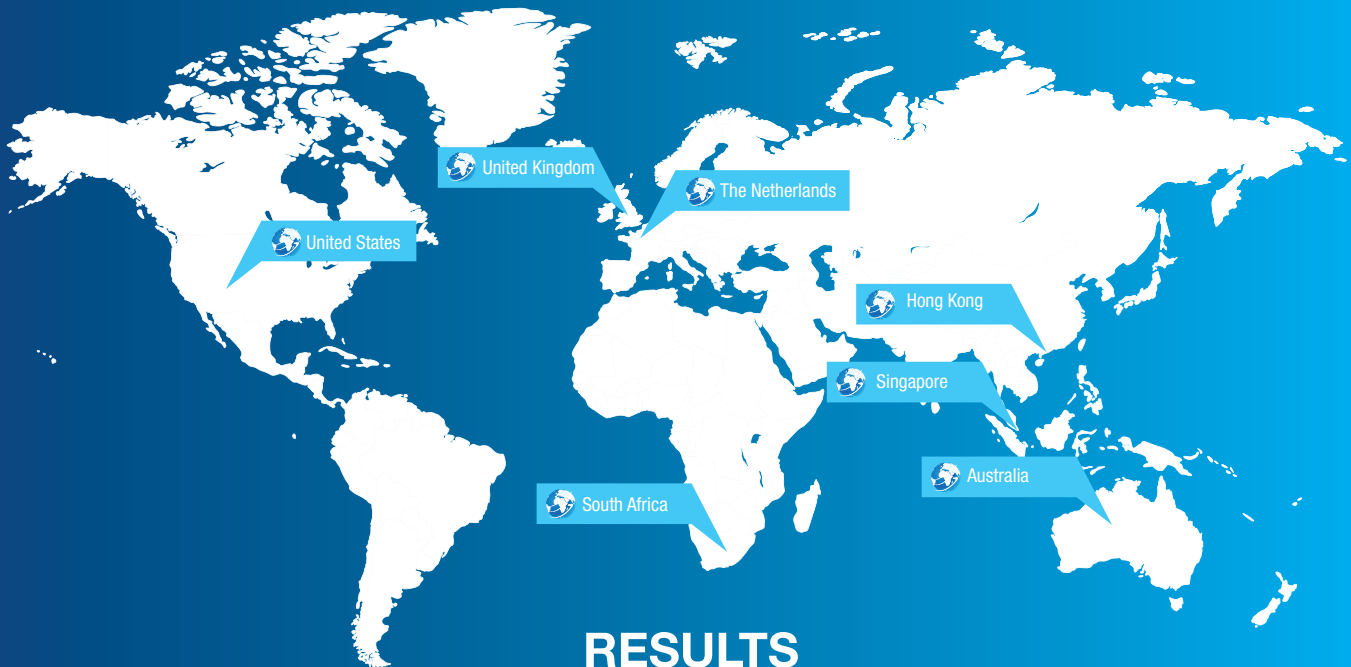 United Kingdom
The Netherlands
United States
Hong Kong
Singapore
Australia
South Africa
RESULTS